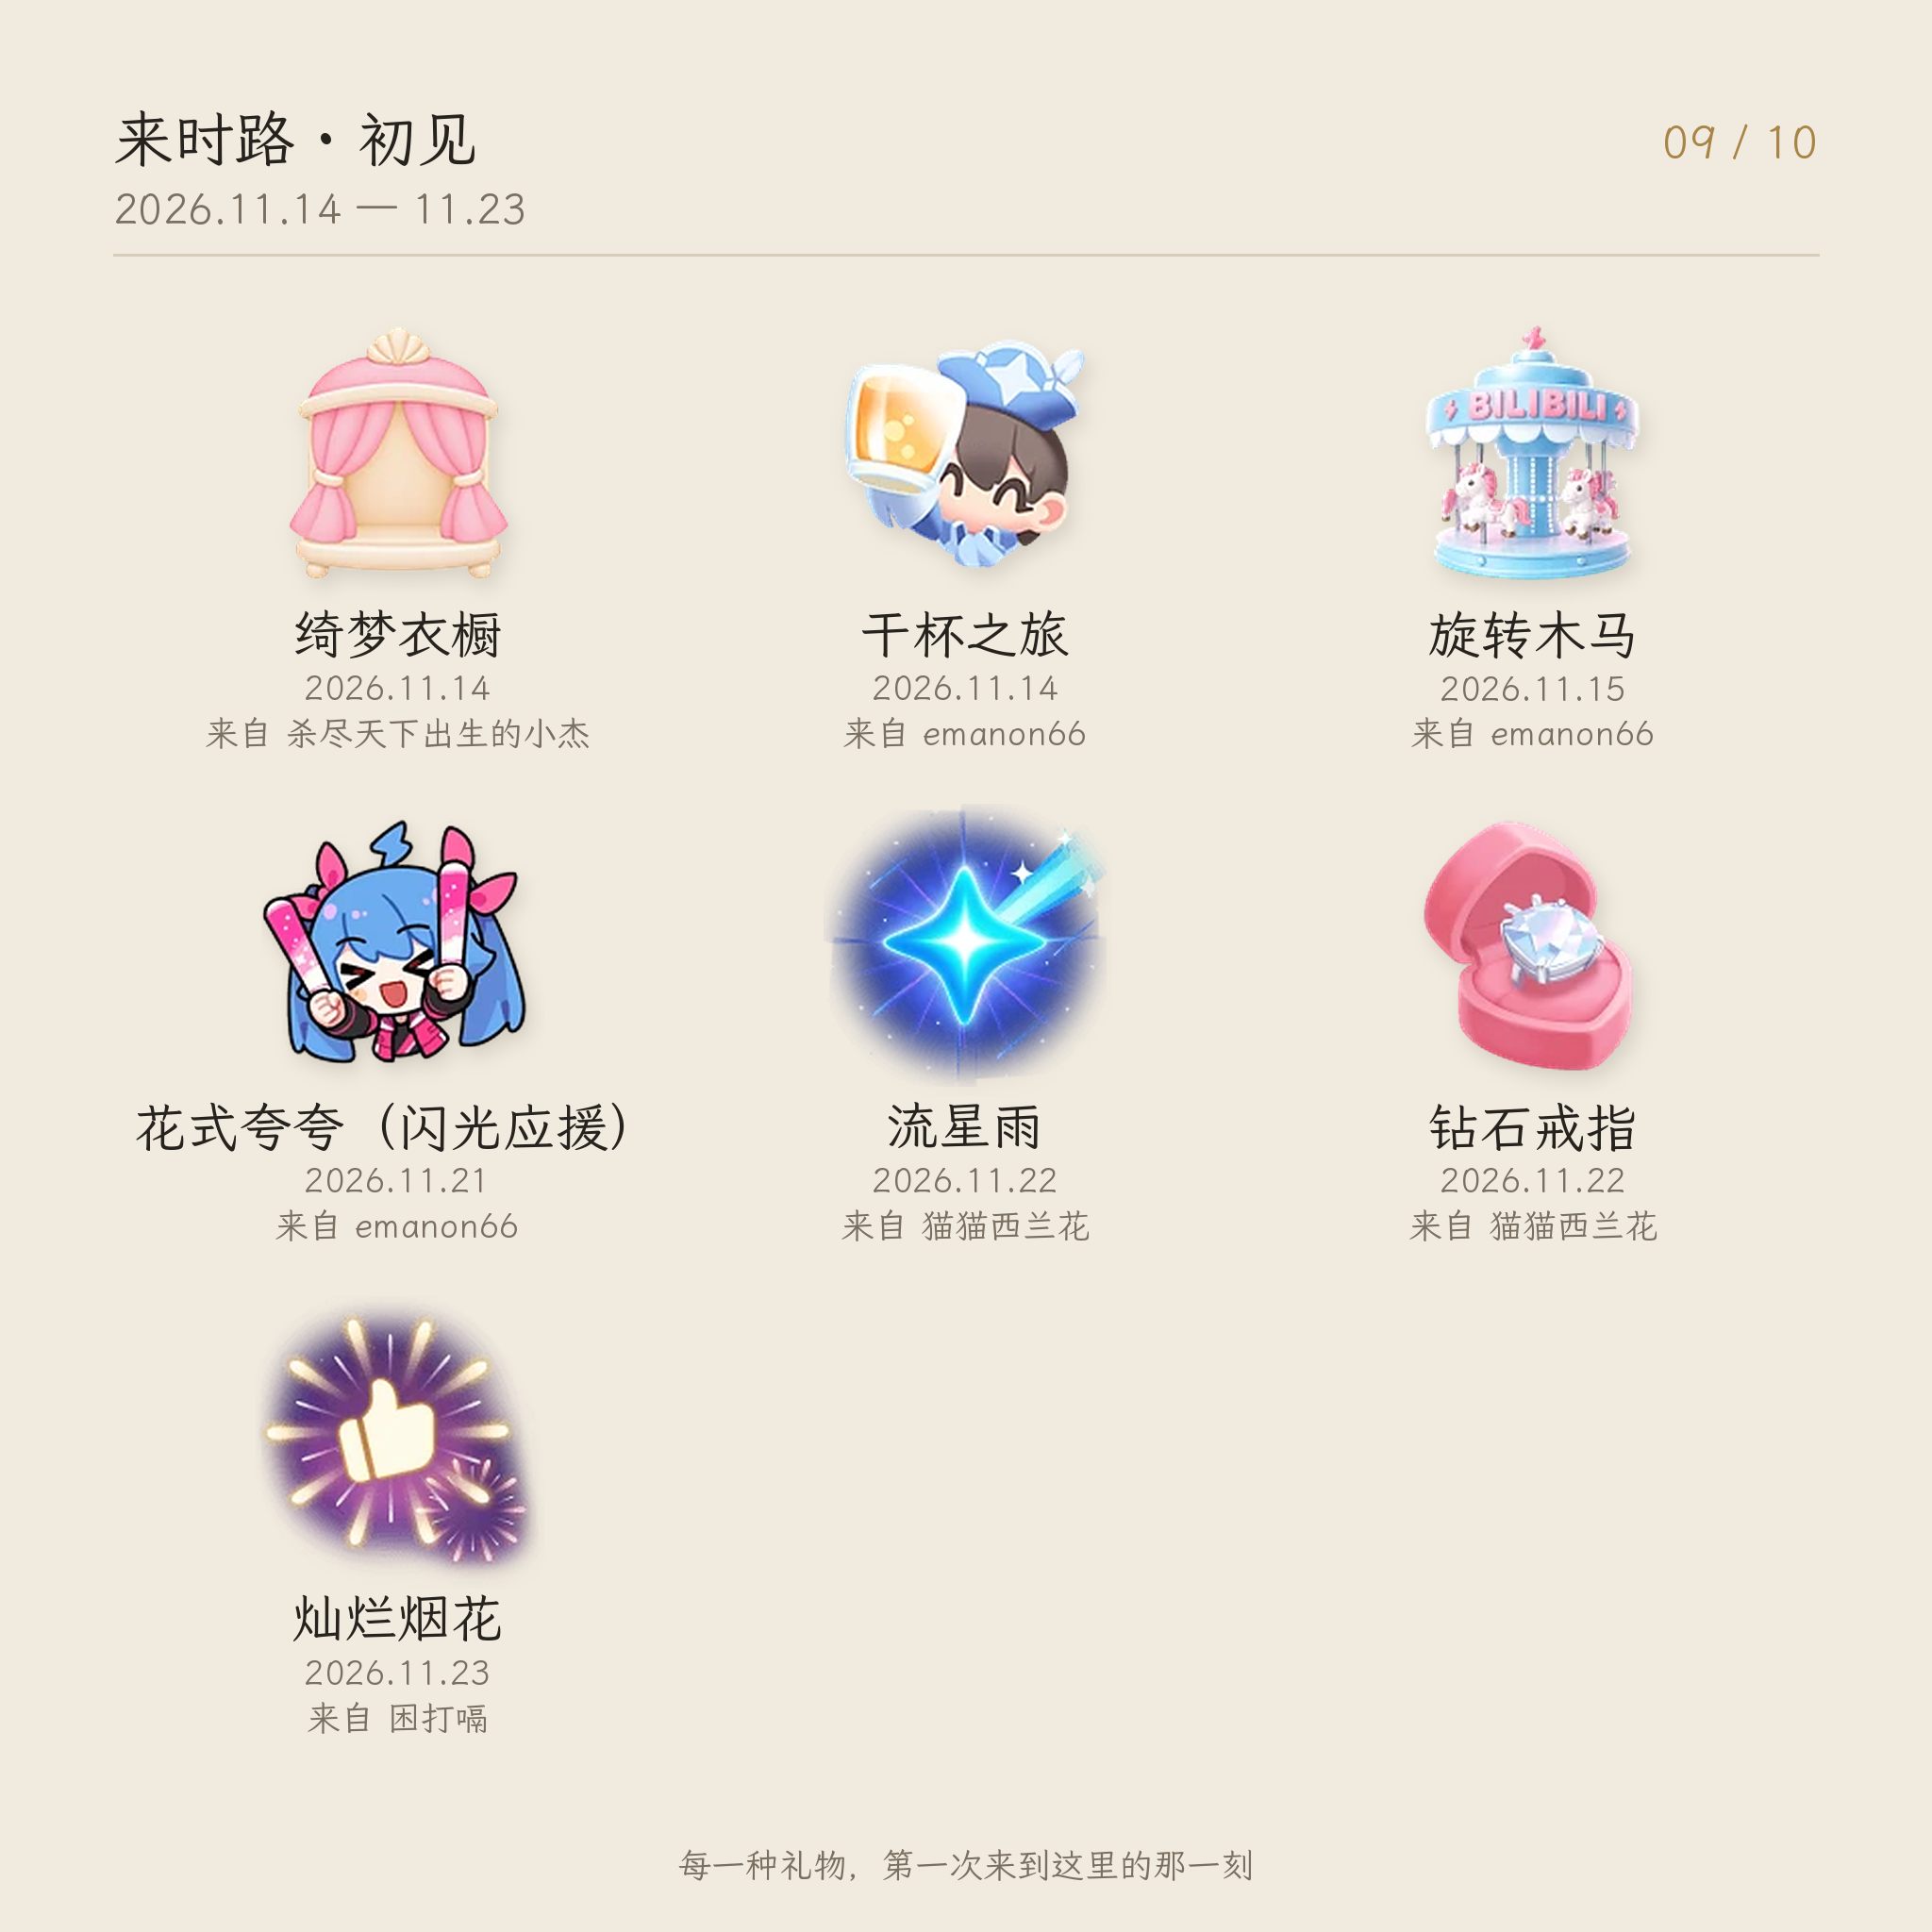 来时路·初见
09 / 10
2026.11.14 — 11.23
BILIBILI
绮梦衣橱
2026.11.14
来自 杀尽天下出生的小杰
干杯之旅
2026.11.14
来自 emanon66
旋转木马
2026.11.15
来自 emanon66
花式夸夸（闪光应援）
2026.11.21
来自 emanon66
流星雨
2026.11.22
来自 猫猫西兰花
钻石戒指
2026.11.22
来自 猫猫西兰花
灿烂烟花
2026.11.23
来自 困打嗝
每一种礼物，第一次来到这里的那一刻